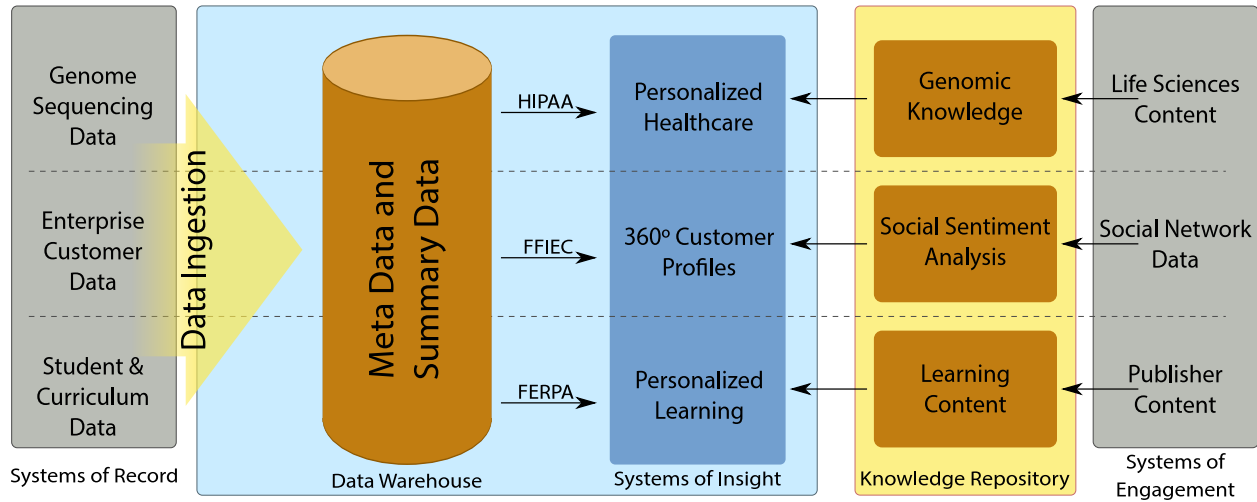 Genome
Sequencing
Data
Enterprise
Customer
Data
Student &
Curriculum
Data
Systems of Record
Data Ingestion
Meta Data and
Summary Data
Data Warehouse
HIPAA
FFIEC
FERPA
Personalized
Healthcare
360º Customer
Profiles
Personalized
Learning
Systems of Insight
Genomic
Knowledge
Social Sentiment
Analysis
Learning
Content
Knowledge Repository
Life Sciences
Content
Social Network
Data
Publisher
Content
Systems of
Engagement